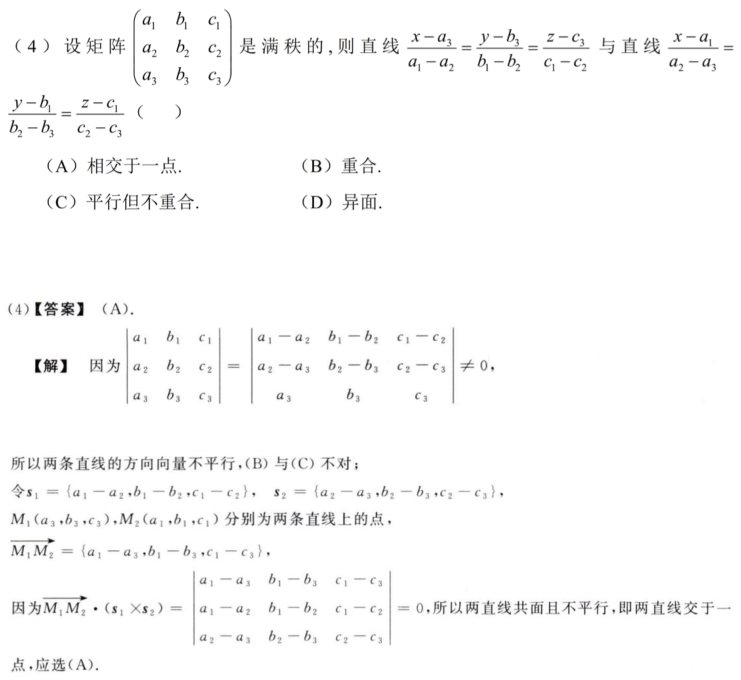 （4）设矩阵 $\begin{pmatrix} a_1 & b_1 & c_1 \\ a_2 & b_2 & c_2 \\ a_3 & b_3 & c_3 \end{pmatrix}$ 是满秩的,则直线 $\frac{x-a_3}{a_1-a_2}=\frac{y-b_3}{b_1-b_2}=\frac{z-c_3}{c_1-c_2}$ 与直线 $\frac{x-a_1}{a_2-a_3}=$
$\frac{y-b_1}{b_2-b_3}=\frac{z-c_1}{c_2-c_3}$（ ）
（A）相交于一点. （B）重合.
（C）平行但不重合. （D）异面.
(4)【答案】 (A).
【解】 因为 $\begin{vmatrix} a_1 & b_1 & c_1 \\ a_2 & b_2 & c_2 \\ a_3 & b_3 & c_3 \end{vmatrix} = \begin{vmatrix} a_1-a_2 & b_1-b_2 & c_1-c_2 \\ a_2-a_3 & b_2-b_3 & c_2-c_3 \\ a_3 & b_3 & c_3 \end{vmatrix} \neq 0$,
所以两条直线的方向向量不平行,(B) 与(C) 不对;
令$s_1 = \{a_1-a_2,b_1-b_2,c_1-c_2\}$, $s_2 = \{a_2-a_3,b_2-b_3,c_2-c_3\}$,
$M_1(a_3,b_3,c_3),M_2(a_1,b_1,c_1)$ 分别为两条直线上的点,
$\overrightarrow{M_1M_2} = \{a_1-a_3,b_1-b_3,c_1-c_3\}$,
因为$\overrightarrow{M_1M_2}\cdot(s_1\times s_2) = \begin{vmatrix} a_1-a_3 & b_1-b_3 & c_1-c_3 \\ a_1-a_2 & b_1-b_2 & c_1-c_2 \\ a_2-a_3 & b_2-b_3 & c_2-c_3 \end{vmatrix} = 0$,所以两直线共面且不平行,即两直线交于一
点,应选(A).